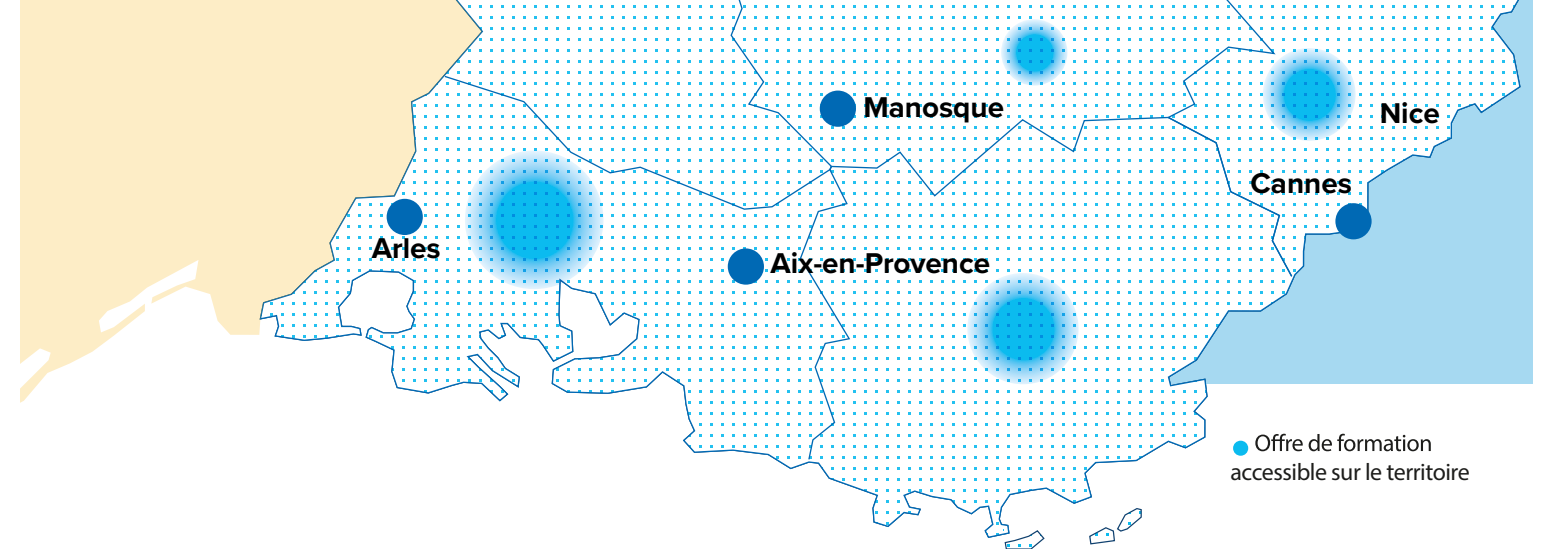 Manosque
Nice
Cannes
Arles
Aix-en-Provence
Offre de formation
accessible sur le territoire